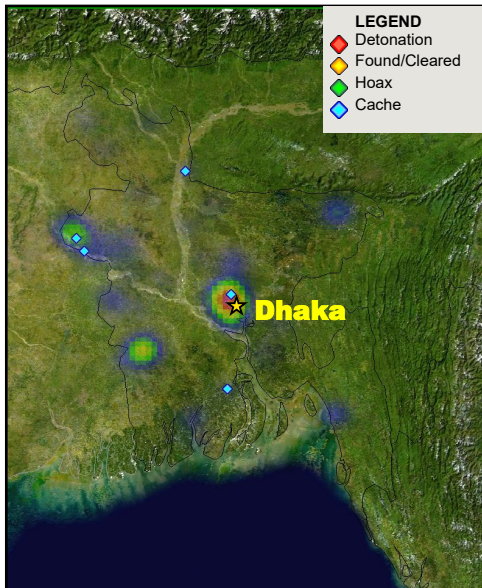 LEGEND
Detonation
Found/Cleared
Hoax
Cache
Dhaka